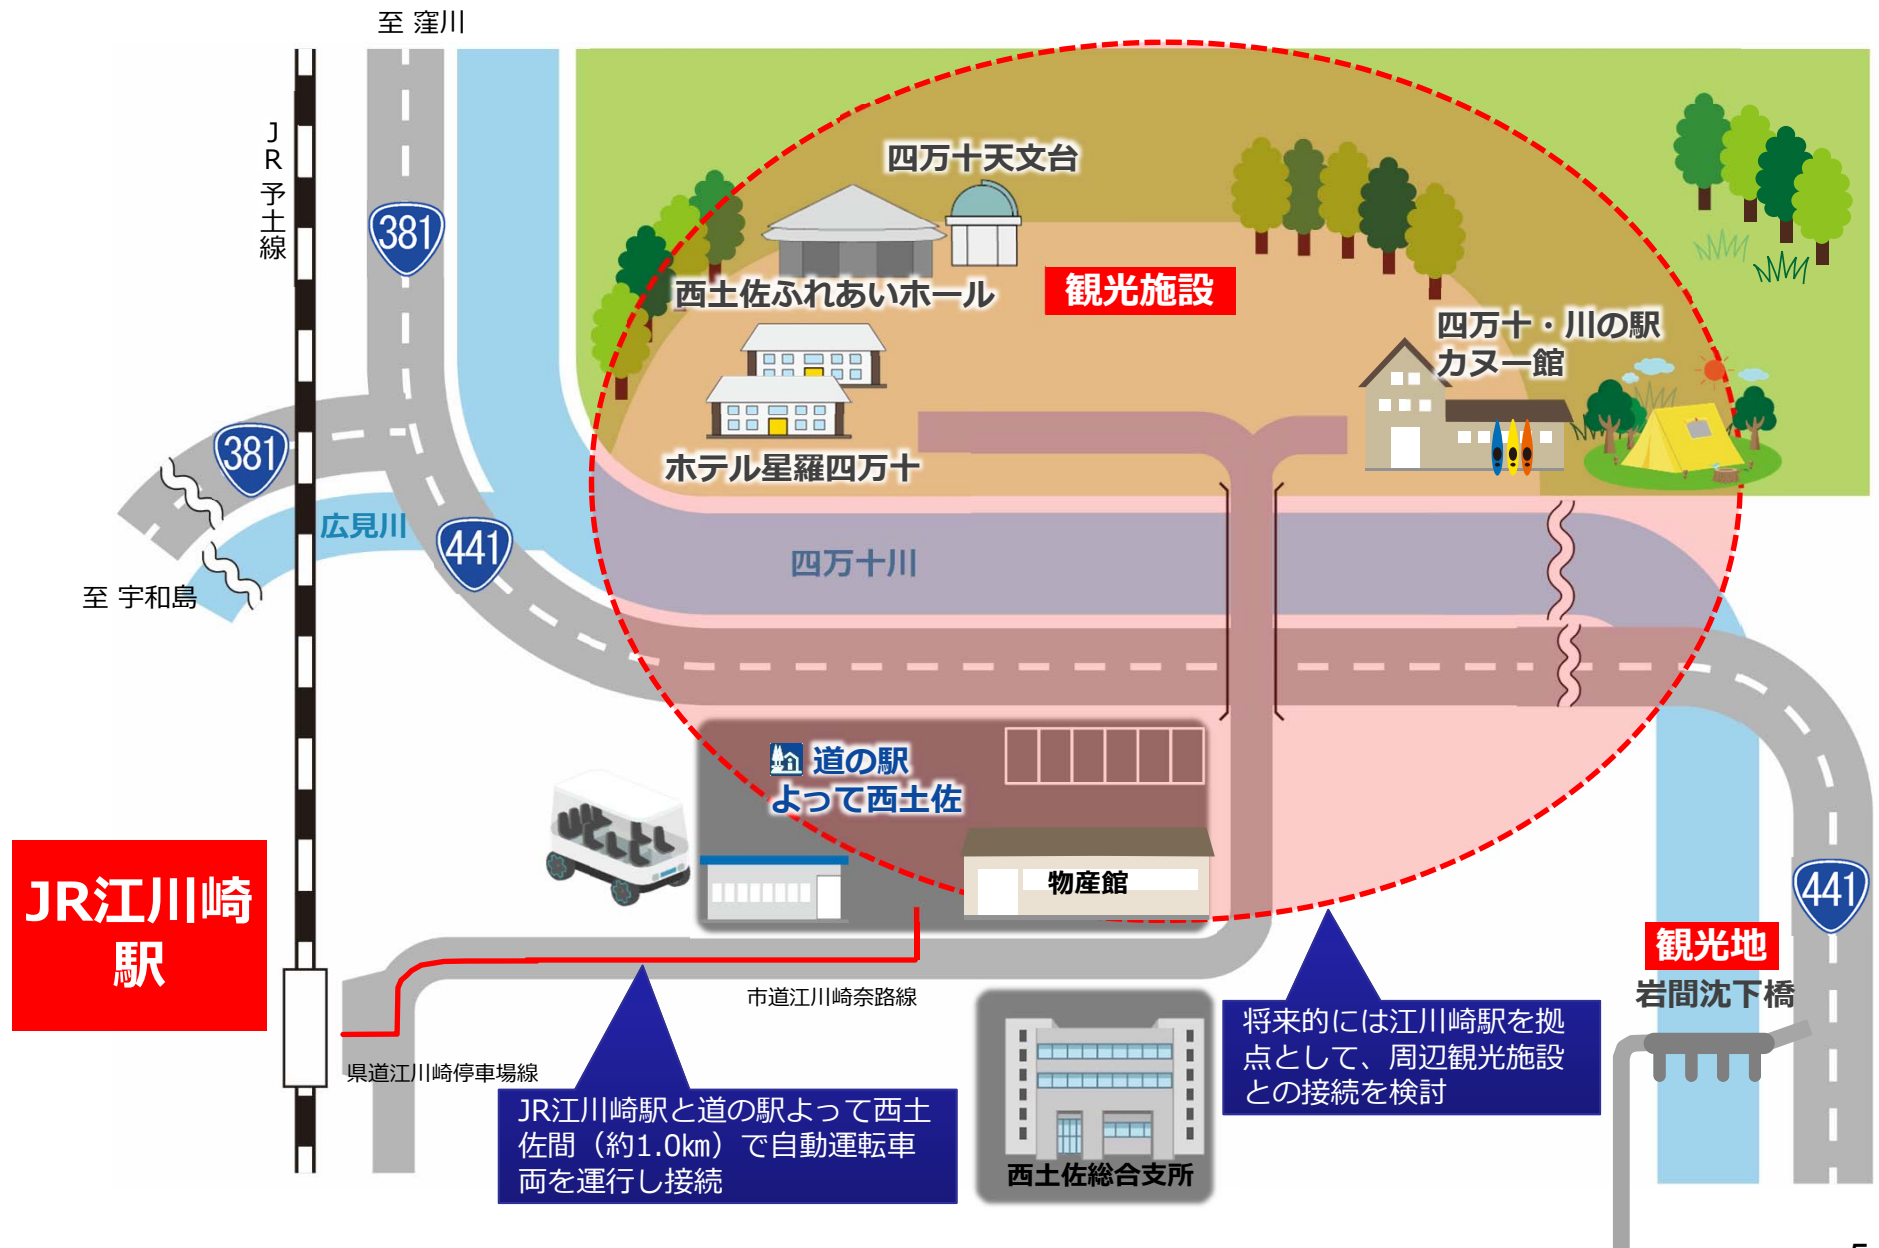 至 窪川
JR予土線
381
四万十天文台
西土佐ふれあいホール
観光施設
四万十・川の駅
カヌー館
381
ホテル星羅四万十
広見川
441
四万十川
至 宇和島
道の駅
よって西土佐
物産館
JR江川崎
駅
441
観光地
岩間沈下橋
市道江川崎奈路線
県道江川崎停車場線
将来的には江川崎駅を拠
点として、周辺観光施設
との接続を検討
JR江川崎駅と道の駅よって西土
佐間（約1.0㎞）で自動運転車
両を運行し接続
西土佐総合支所